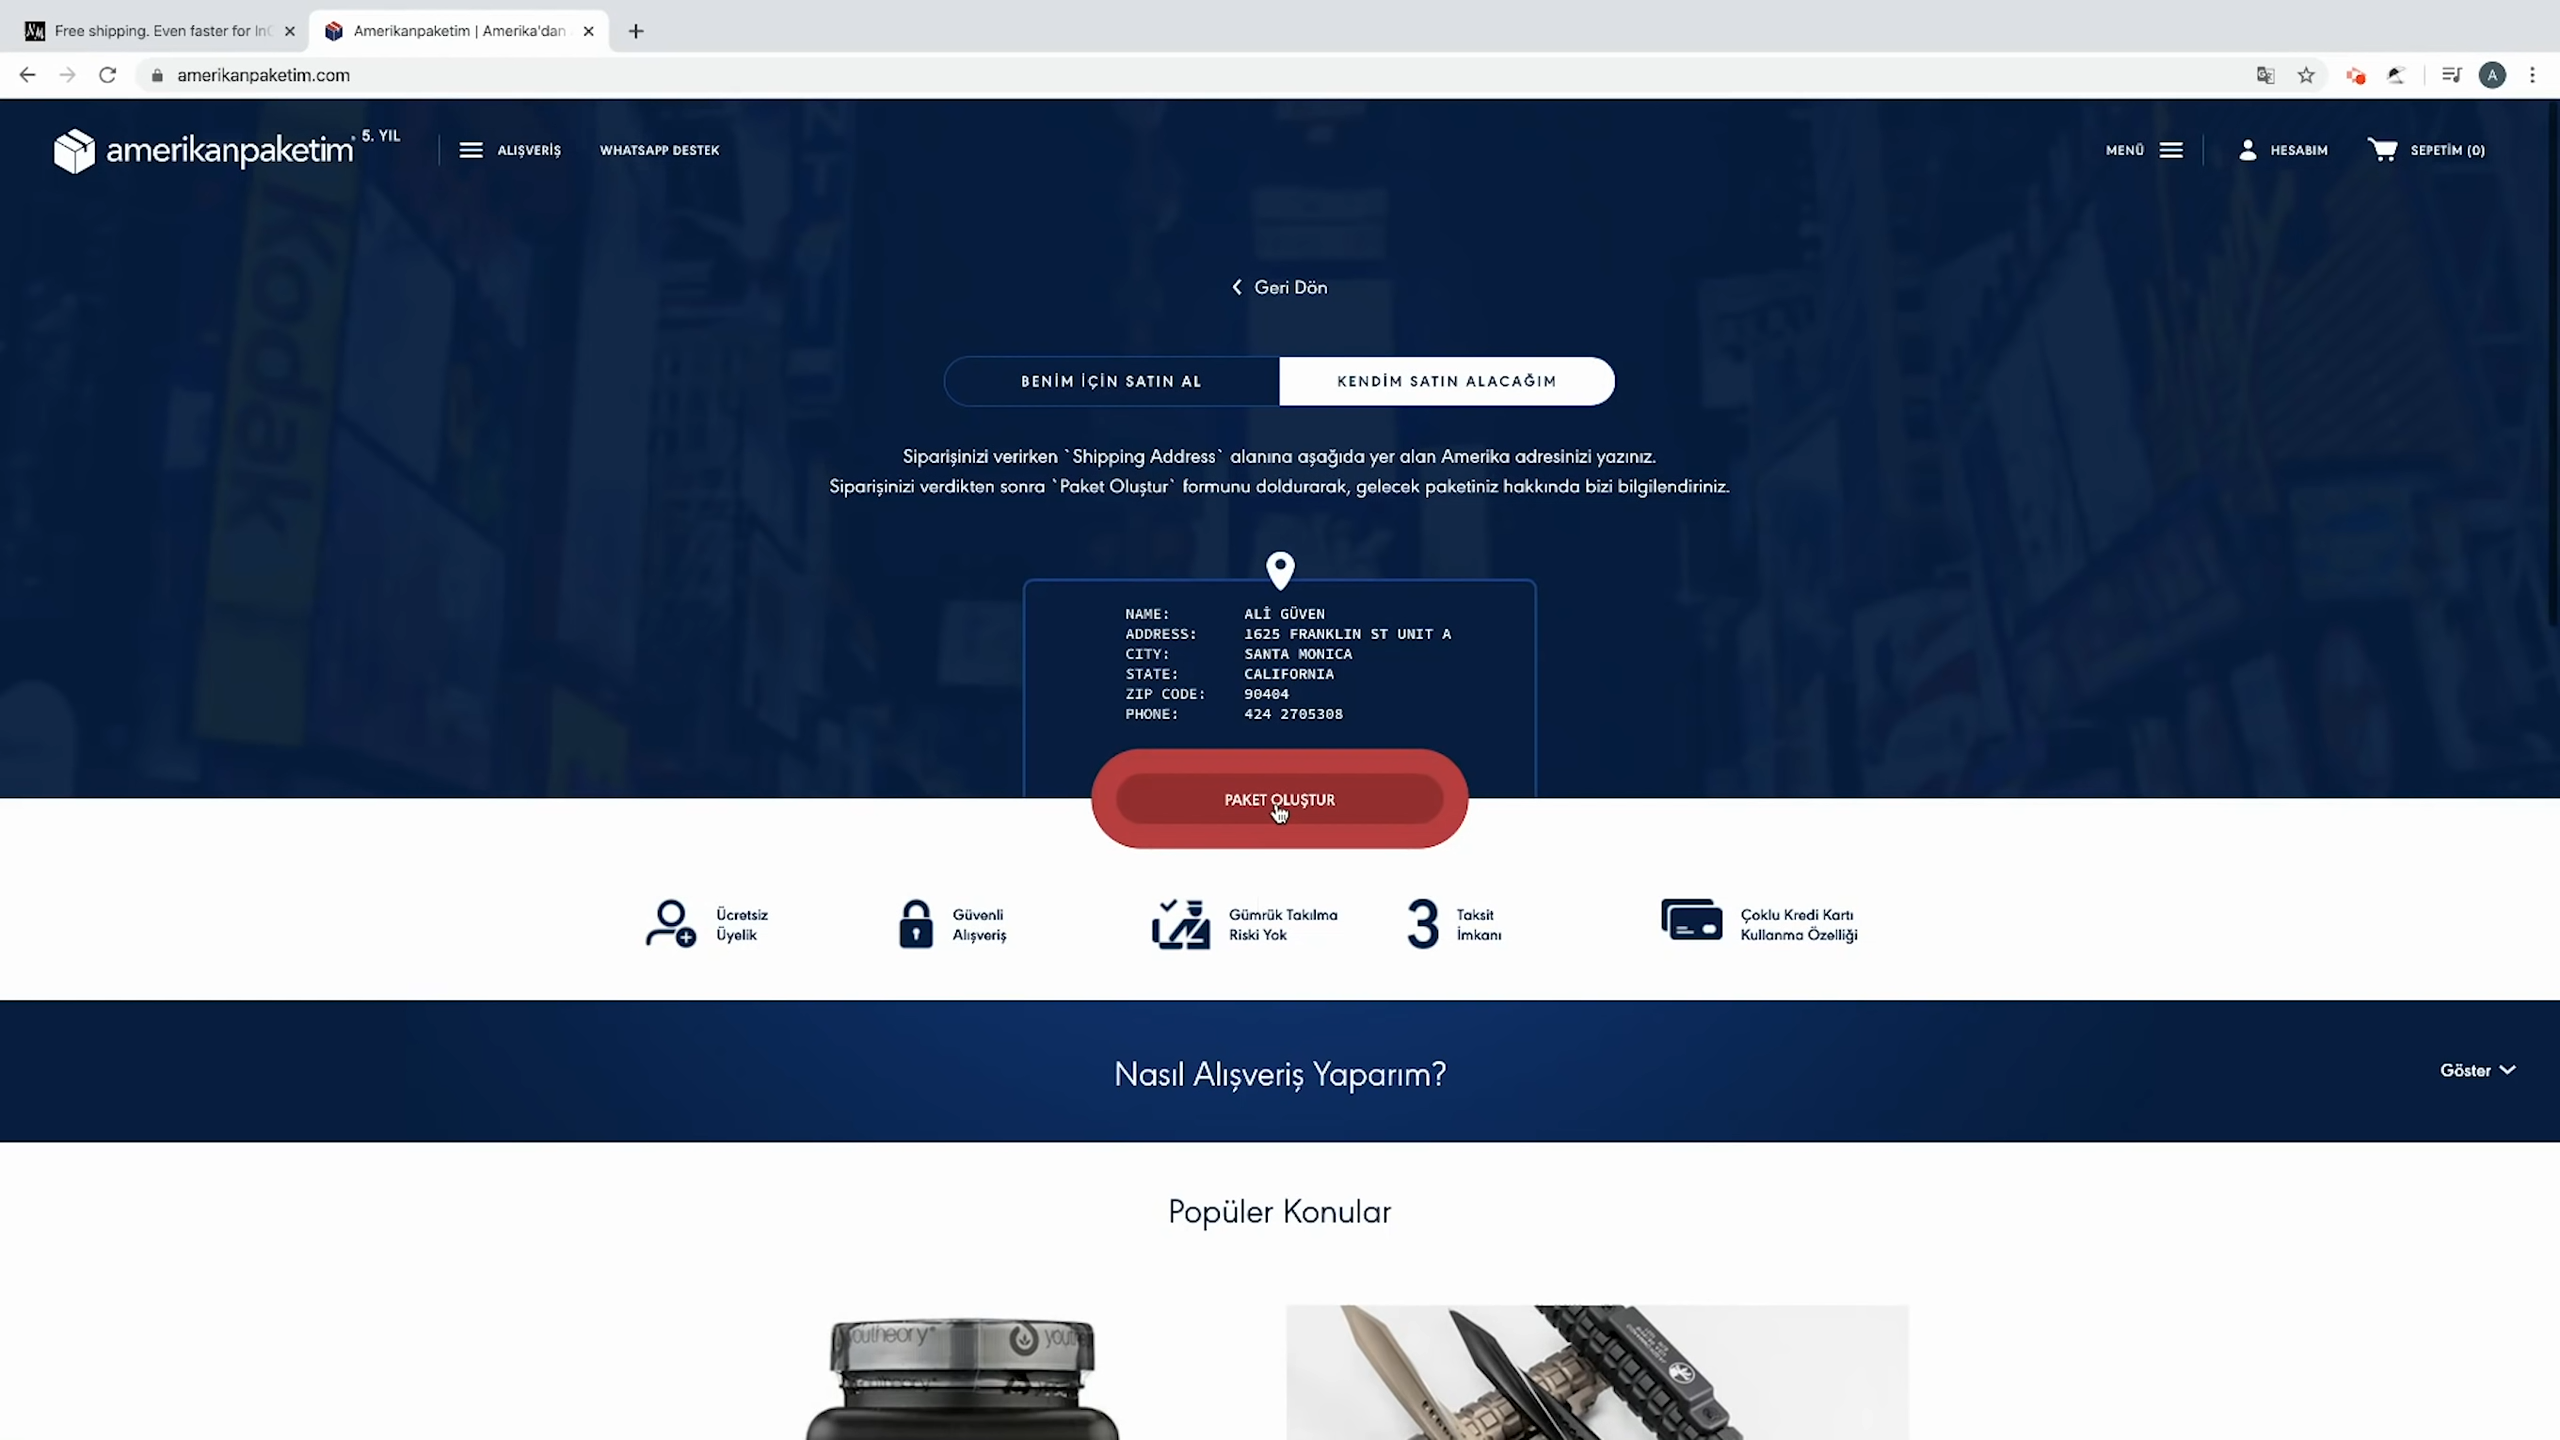 Free shipping. Even faster for InC
Amerikanpaketim | Amerika'dan
amerikanpaketim.com
A
amerikanpaketim 5. YIL
ALIŞVERİŞ
WHATSAPP DESTEK
MENÜ
HESABIM
SEPETİM (0)
Kodak
Geri Dön
BENİM İÇİN SATIN AL
KENDİM SATIN ALACAĞIM
Siparişinizi verirken `Shipping Address` alanına aşağıda yer alan Amerika adresinizi yazınız.
Siparişinizi verdikten sonra `Paket Oluştur` formunu doldurarak, gelecek paketiniz hakkında bizi bilgilendiriniz.
NAME: ALİ GÜVEN
ADDRESS: 1625 FRANKLIN ST UNIT A
CITY: SANTA MONICA
STATE: CALIFORNIA
ZIP CODE: 90404
PHONE: 424 2705308
PAKET OLUŞTUR
Ücretsiz
Üyelik
Güvenli
Alışveriş
Gümrük Takılma
Riski Yok
3 Taksit
İmkanı
Çoklu Kredi Kartı
Kullanma Özelliği
Nasıl Alışveriş Yaparım?
Göster
Popüler Konular
youtheory